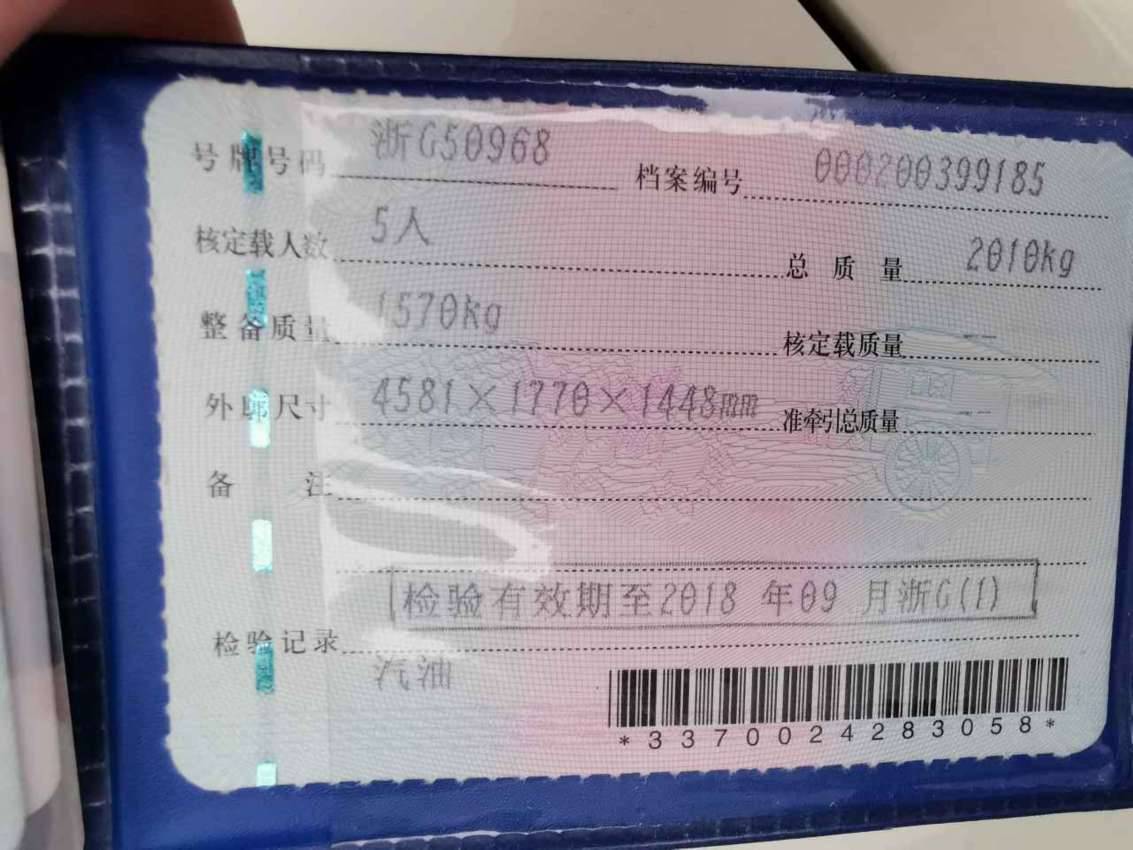 号牌号码 浙G50968 档案编号 000200399185
核定载人数 5人 总质量 2010kg
整备质量 1570kg 核定载质量 --
外廓尺寸 4581×1770×1448mm 准牵引总质量 --
备注
检验有效期至2018年09月浙G(1)
检验记录
汽油
*3370024283058*